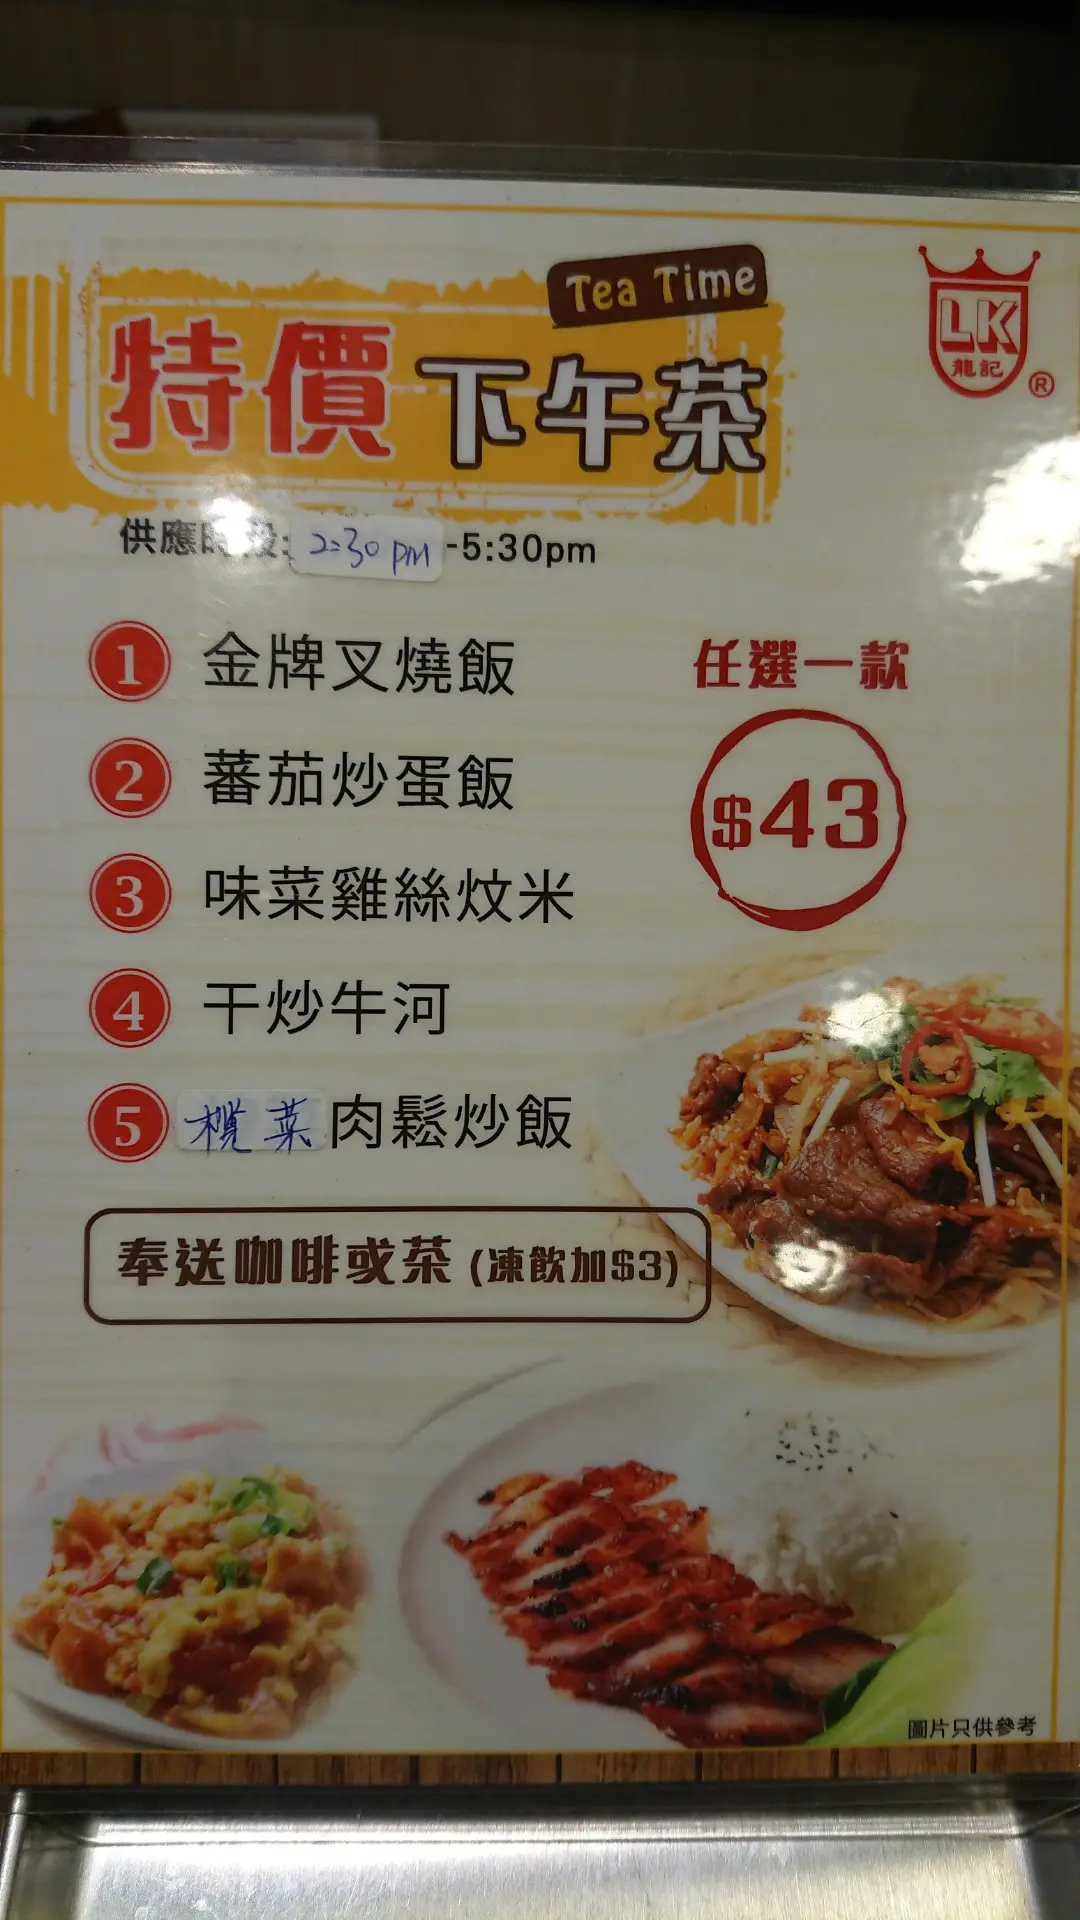 Tea Time
LK
龍記
®
特價下午茶
供應時段: 2:30pm -5:30pm
1 金牌叉燒飯
任選一款
2 蕃茄炒蛋飯
$43
3 味菜雞絲炆米
4 干炒牛河
5 欖菜肉鬆炒飯
奉送咖啡或茶 (凍飲加$3)
圖片只供參考